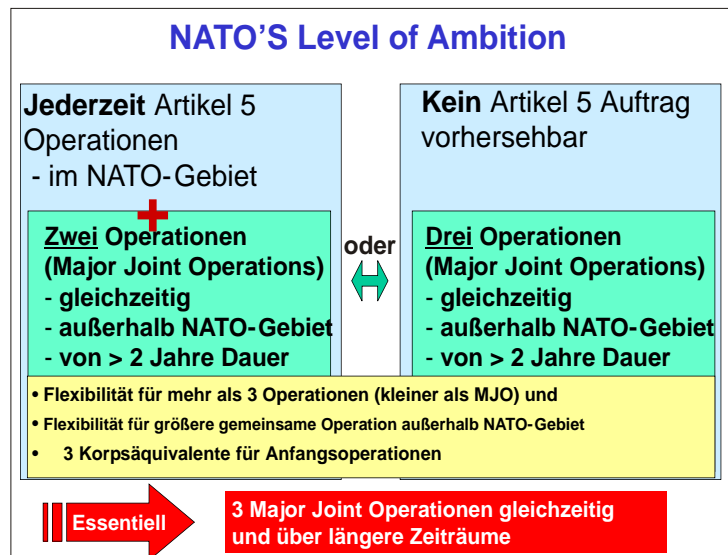 NATO'S Level of Ambition
Jederzeit Artikel 5
Operationen
- im NATO-Gebiet
+
Zwei Operationen
(Major Joint Operations)
- gleichzeitig
- außerhalb NATO-Gebiet
- von > 2 Jahre Dauer
oder
Kein Artikel 5 Auftrag
vorhersehbar
Drei Operationen
(Major Joint Operations)
- gleichzeitig
- außerhalb NATO-Gebiet
- von > 2 Jahre Dauer
• Flexibilität für mehr als 3 Operationen (kleiner als MJO) und
• Flexibilität für größere gemeinsame Operation außerhalb NATO-Gebiet
• 3 Korpsäquivalente für Anfangsoperationen
Essentiell
3 Major Joint Operationen gleichzeitig
und über längere Zeiträume